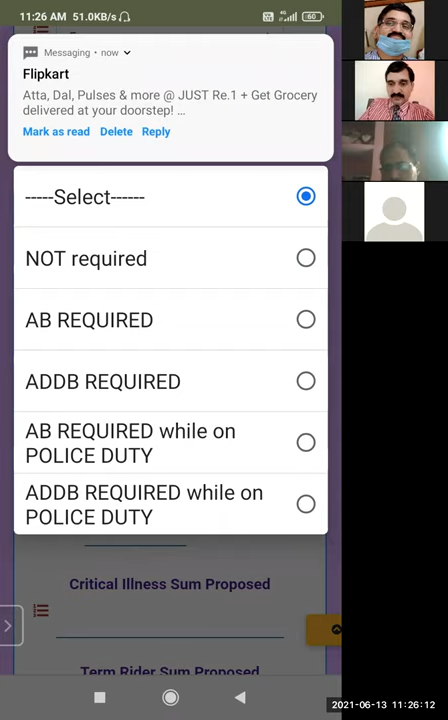 11:26 AM 51.0KB/s
4G
60
Messaging • now
Flipkart
Atta, Dal, Pulses & more @ JUST Re.1 + Get Grocery
delivered at your doorstep! ...
Mark as read Delete Reply
-----Select------
NOT required
AB REQUIRED
ADDB REQUIRED
AB REQUIRED while on
POLICE DUTY
ADDB REQUIRED while on
POLICE DUTY
Critical Illness Sum Proposed
Term Rider Sum Proposed
2021-06-13 11:26:12